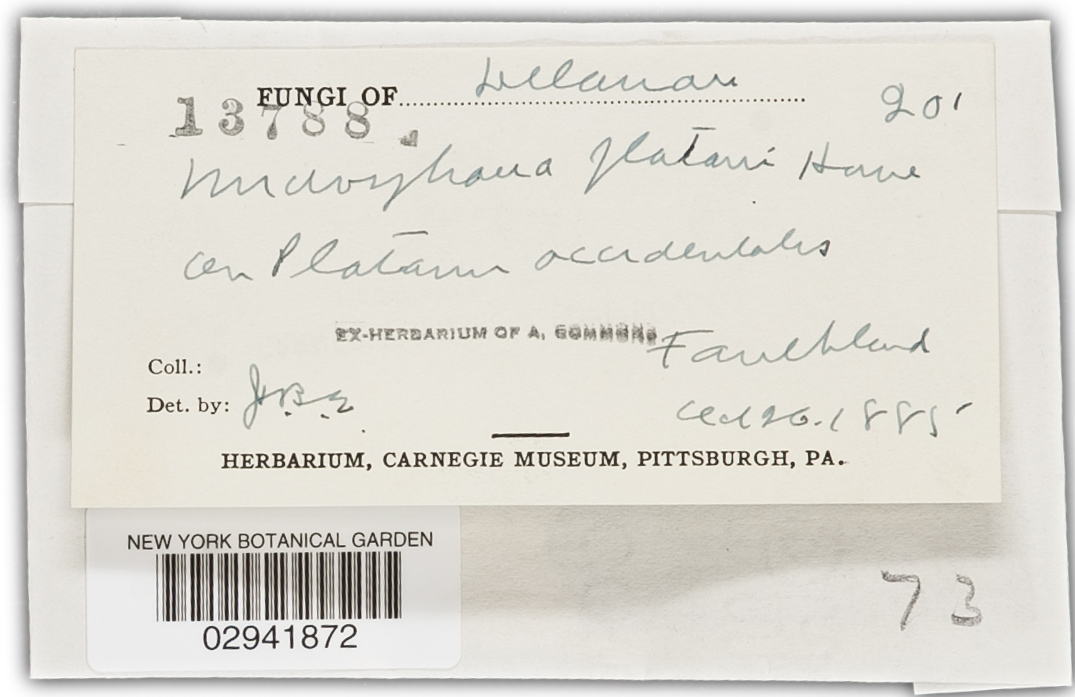 FUNGI OF Delaware
201
13788
Microsphaera platani Howe
on Platanus occidentalis
EX-HERBARIUM OF A. COMMONS
Faulkland
Coll.:
Det. by: J.B.E.
Oct 26. 1885
HERBARIUM, CARNEGIE MUSEUM, PITTSBURGH, PA.
NEW YORK BOTANICAL GARDEN
02941872
73